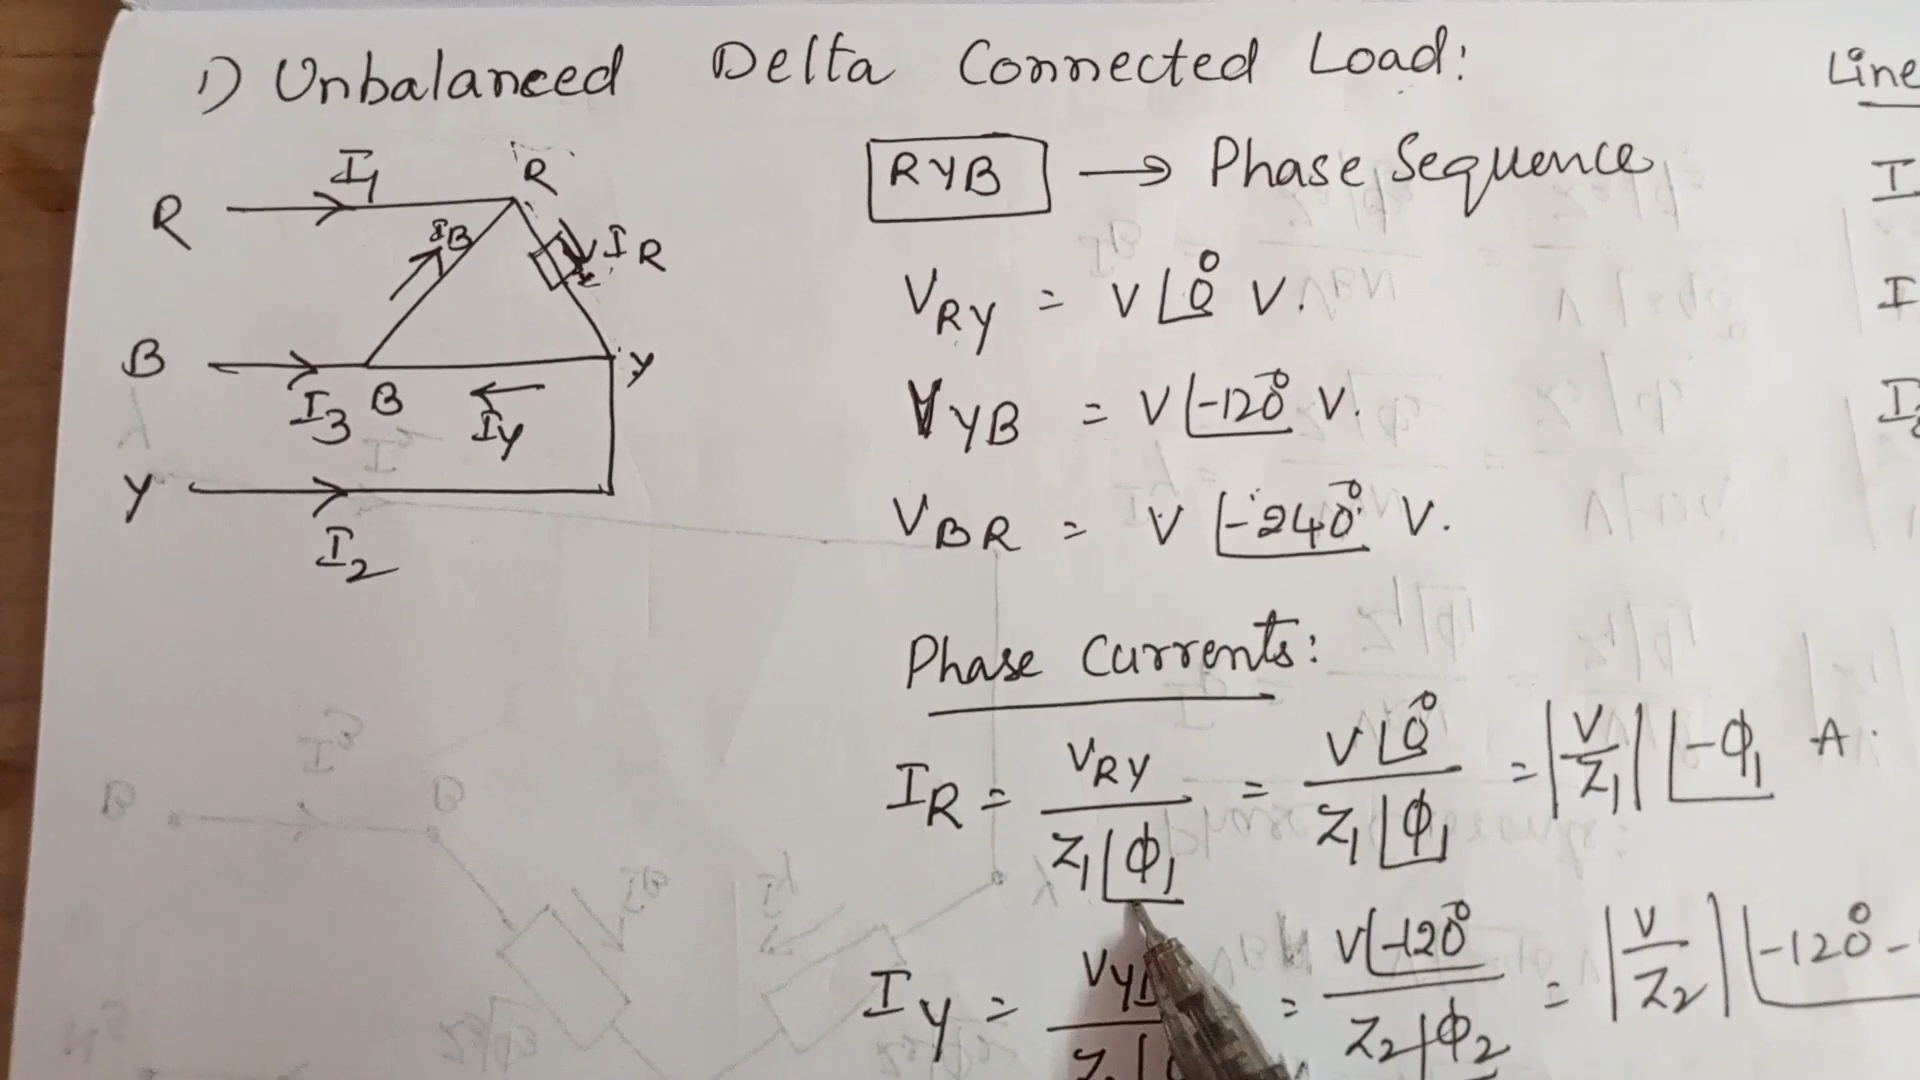 1) Unbalanced Delta Connected Load:
RYB → Phase Sequence
R I1 R
IB IR
B I3 B IY Y
Y I2
VRY = V∠0° V.
VYB = V∠-120° V.
VBR = V∠-240° V.
Phase Currents:
IR = VRY / Z1∠φ1 = V∠0° / Z1∠φ1 = |V/Z1| ∠-φ1 A.
IY = = V∠-120° / Z2∠φ2 = |V/Z2| ∠-120° -
Line
I
I